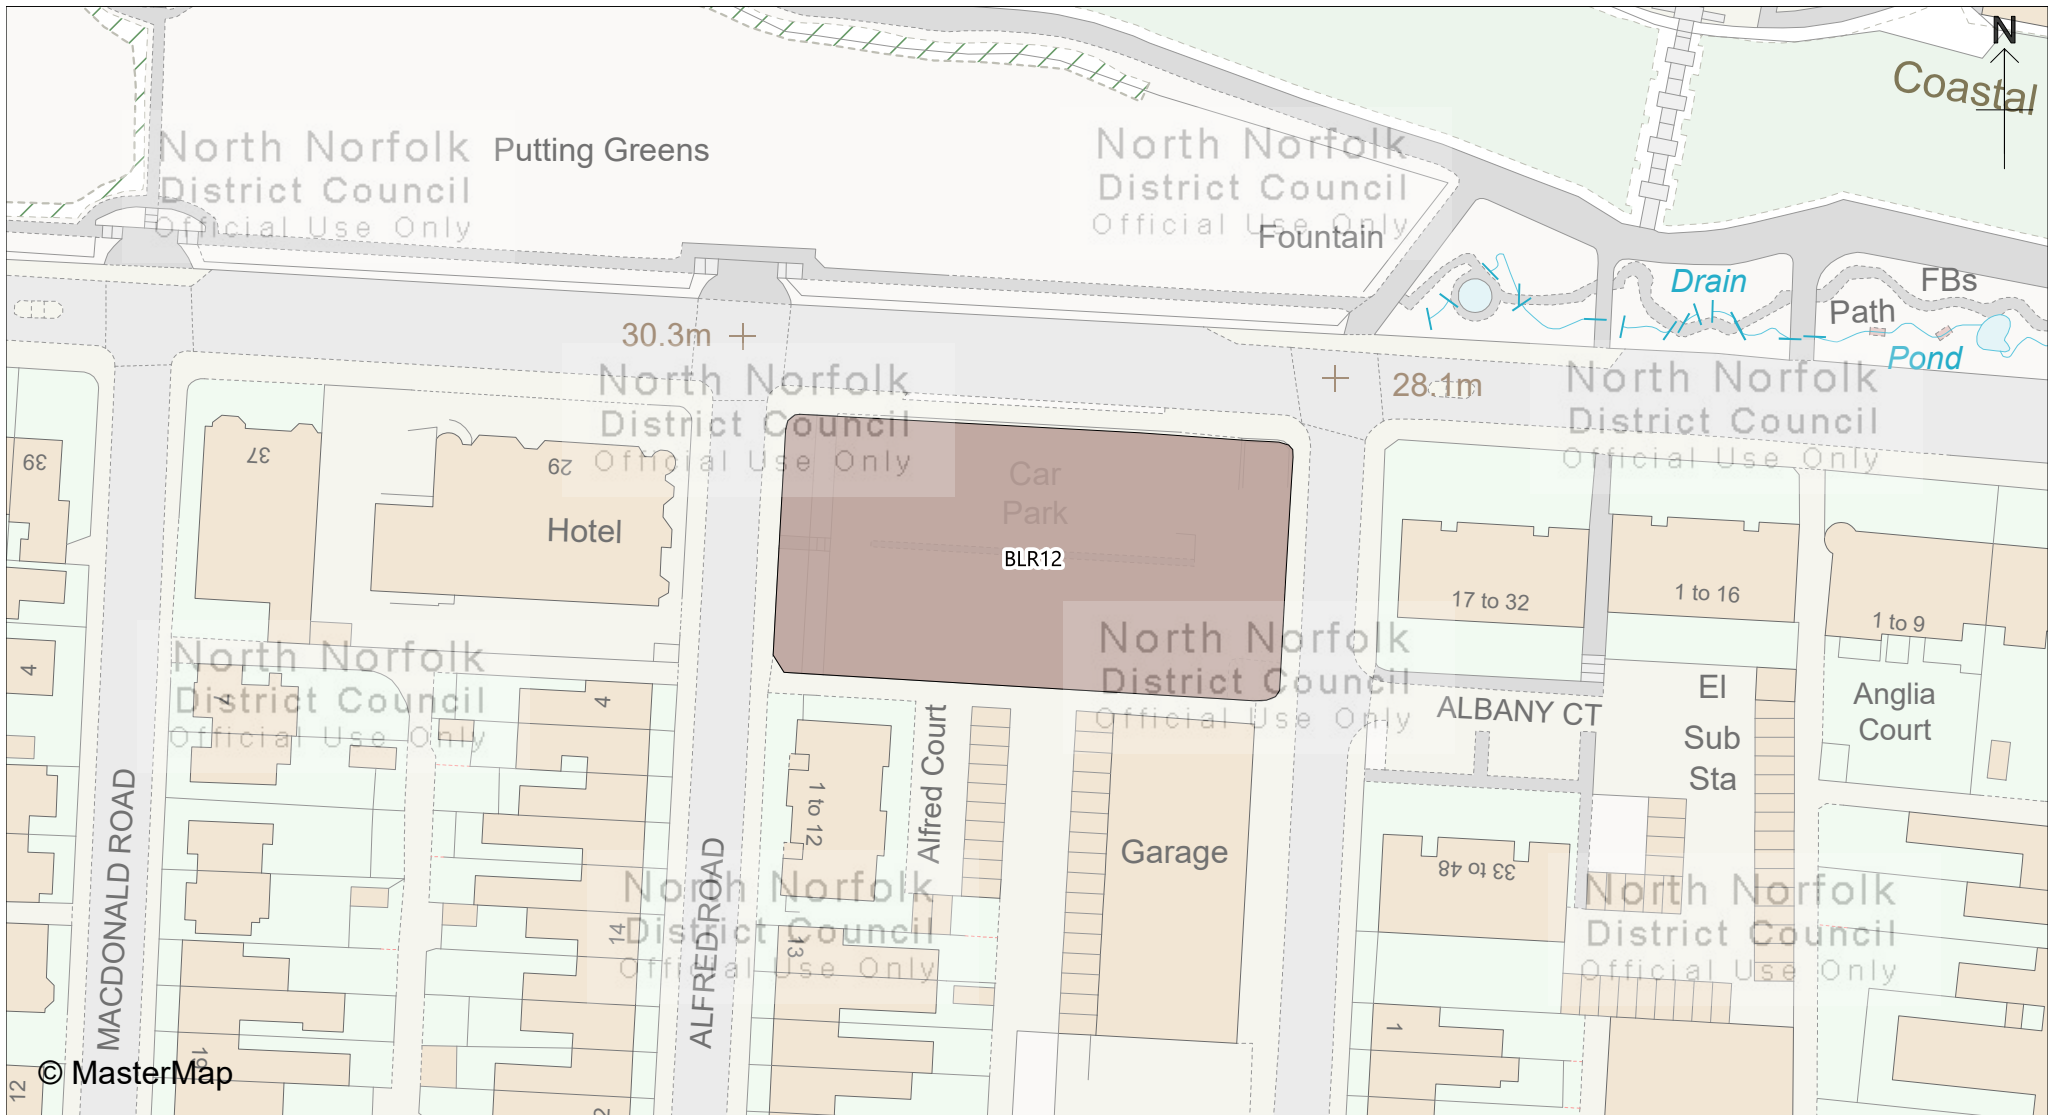 N
Coastal
North Norfolk
District Council
Official Use Only
Putting Greens
North Norfolk
District Council
Official Use Only
Fountain
Drain
FBs
Path
Pond
30.3m
28.1m
North Norfolk
District Council
Official Use Only
North Norfolk
District Council
Official Use Only
39
37
29
Hotel
Car
Park
BLR12
17 to 32
1 to 16
1 to 9
North Norfolk
District Council
Official Use Only
North Norfolk
District Council
Official Use Only
4
7
4
ALBANY CT
El
Sub
Sta
Anglia
Court
MACDONALD ROAD
ALFRED ROAD
1 to 12
Alfred Court
Garage
33 to 48
North Norfolk
District Council
Official Use Only
North Norfolk
District Council
Official Use Only
14
13
19
1
12
2
© MasterMap